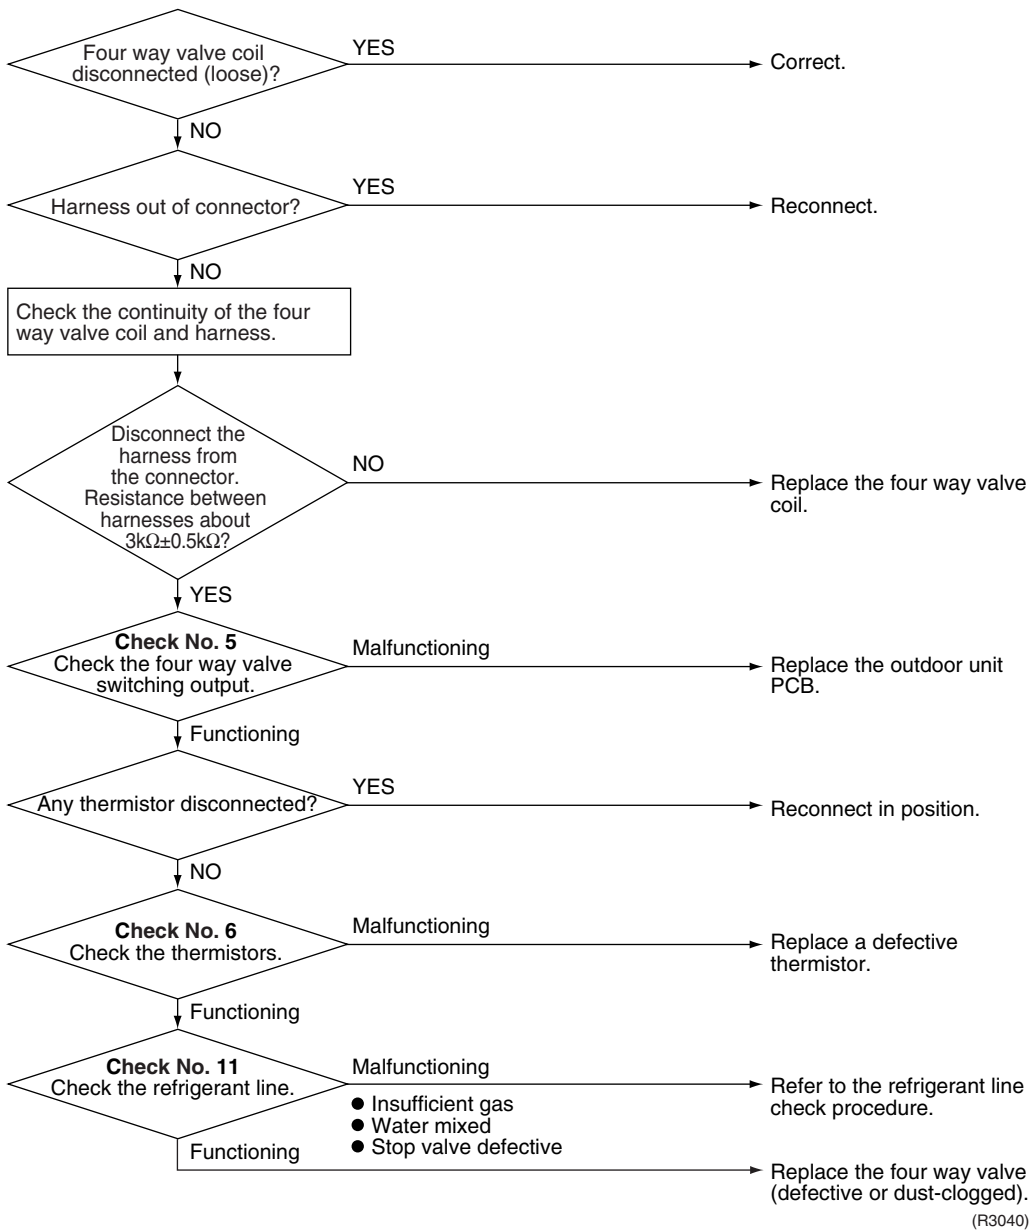 Four way valve coil
disconnected (loose)?
YES
Correct.
NO
Harness out of connector?
YES
Reconnect.
NO
Check the continuity of the four
way valve coil and harness.
Disconnect the
harness from
the connector.
Resistance between
harnesses about
3kΩ±0.5kΩ?
NO
Replace the four way valve
coil.
YES
Check No. 5
Check the four way valve
switching output.
Malfunctioning
Replace the outdoor unit
PCB.
Functioning
Any thermistor disconnected?
YES
Reconnect in position.
NO
Check No. 6
Check the thermistors.
Malfunctioning
Replace a defective
thermistor.
Functioning
Check No. 11
Check the refrigerant line.
Malfunctioning
● Insufficient gas
● Water mixed
● Stop valve defective
Refer to the refrigerant line
check procedure.
Functioning
Replace the four way valve
(defective or dust-clogged).
(R3040)